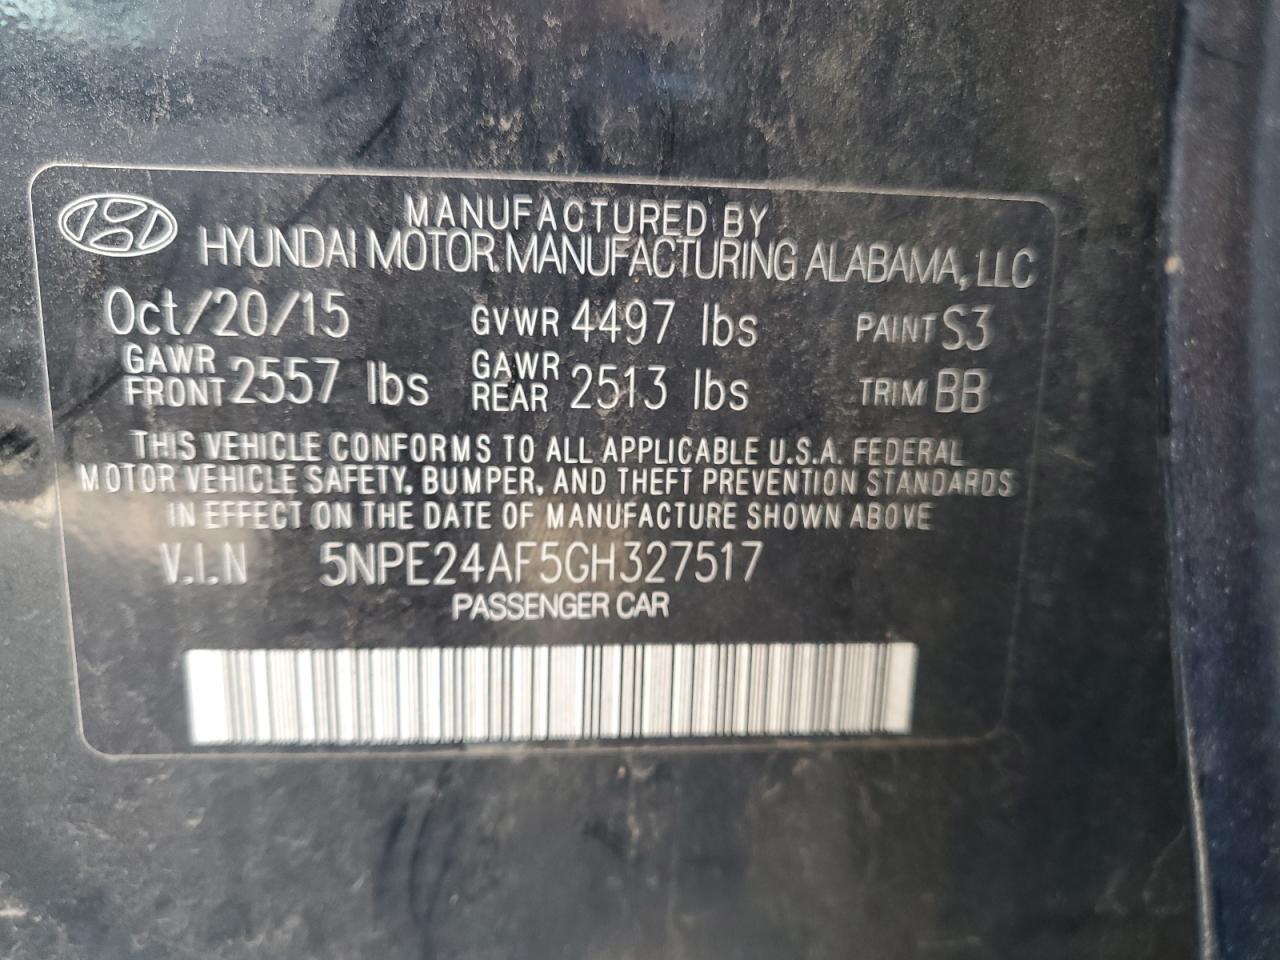 MANUFACTURED BY
HYUNDAI MOTOR MANUFACTURING ALABAMA, LLC
Oct/20/15 GVWR 4497 lbs PAINT S3
GAWR FRONT 2557 lbs GAWR REAR 2513 lbs TRIM BB
THIS VEHICLE CONFORMS TO ALL APPLICABLE U.S.A. FEDERAL
MOTOR VEHICLE SAFETY, BUMPER, AND THEFT PREVENTION STANDARDS
IN EFFECT ON THE DATE OF MANUFACTURE SHOWN ABOVE
V.I.N 5NPE24AF5GH327517
PASSENGER CAR